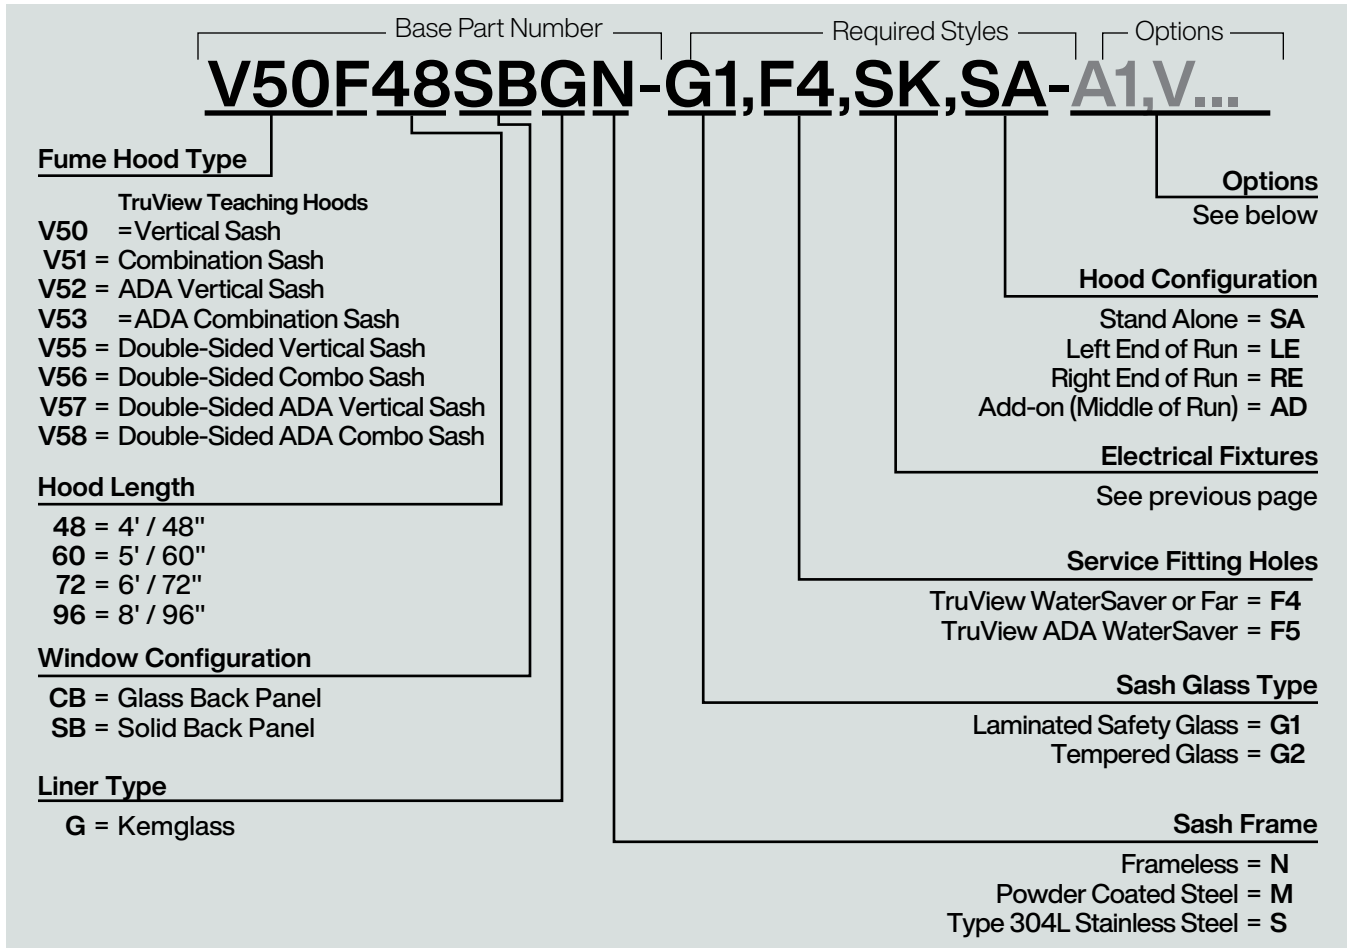 Base Part Number
Required Styles
Options
V50F48SBGN-G1,F4,SK,SA-A1,V...
Fume Hood Type
TruView Teaching Hoods
V50 =Vertical Sash
V51 = Combination Sash
V52 = ADA Vertical Sash
V53 =ADA Combination Sash
V55 = Double-Sided Vertical Sash
V56 = Double-Sided Combo Sash
V57 = Double-Sided ADA Vertical Sash
V58 = Double-Sided ADA Combo Sash
Hood Length
48 = 4' / 48"
60 = 5' / 60"
72 = 6' / 72"
96 = 8' / 96"
Window Configuration
CB = Glass Back Panel
SB = Solid Back Panel
Liner Type
G = Kemglass
Options
See below
Hood Configuration
Stand Alone = SA
Left End of Run = LE
Right End of Run = RE
Add-on (Middle of Run) = AD
Electrical Fixtures
See previous page
Service Fitting Holes
TruView WaterSaver or Far = F4
TruView ADA WaterSaver = F5
Sash Glass Type
Laminated Safety Glass = G1
Tempered Glass = G2
Sash Frame
Frameless = N
Powder Coated Steel = M
Type 304L Stainless Steel = S